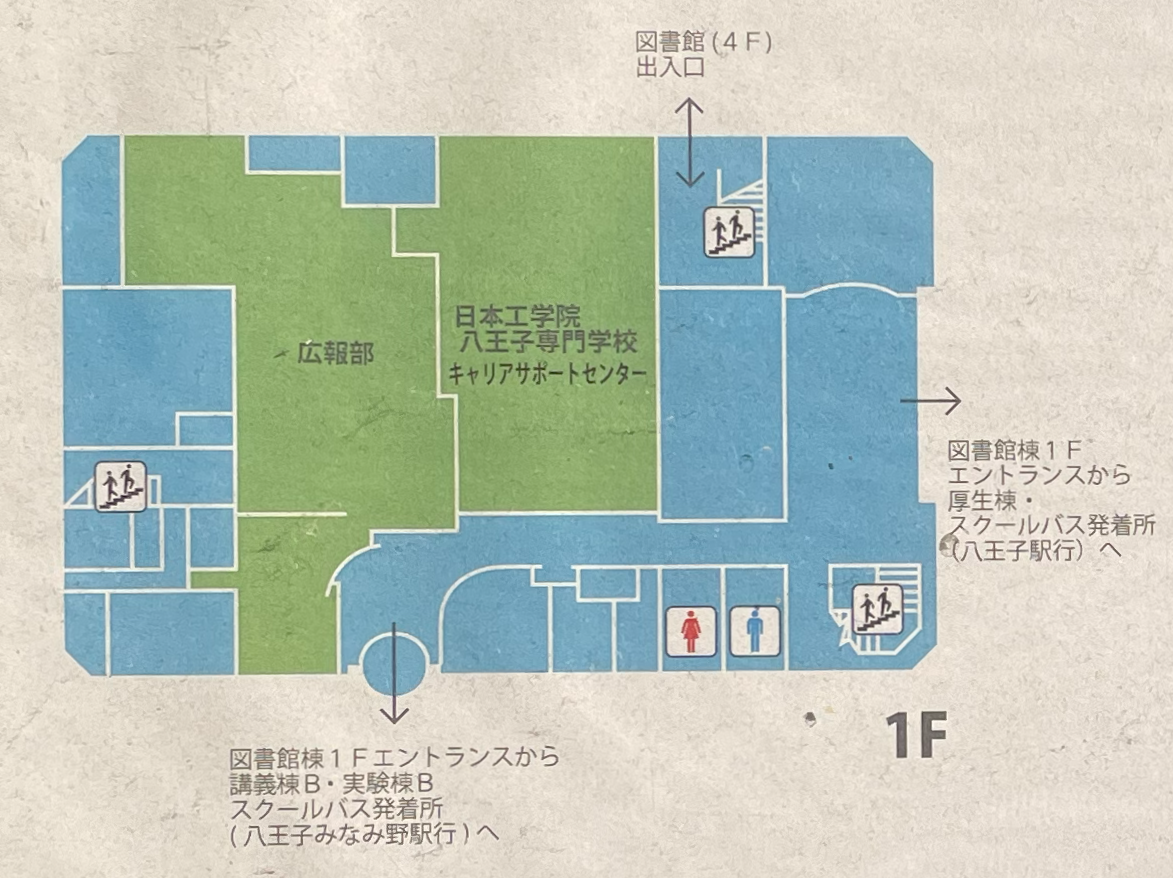 図書館(4F)
出入口
日本工学院
八王子専門学校
キャリアサポートセンター
広報部
図書館棟1F
エントランスから
厚生棟・
スクールバス発着所
(八王子駅行)へ
1F
図書館棟1Fエントランスから
講義棟B・実験棟B
スクールバス発着所
(八王子みなみ野駅行)へ